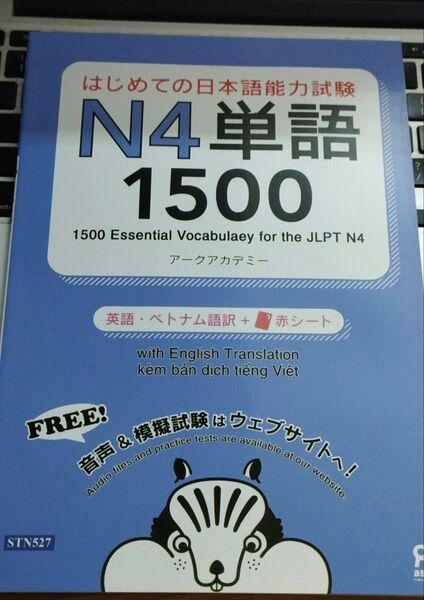 はじめての日本語能力試験
N4単語
1500
1500 Essential Vocabulaey for the JLPT N4
アークアカデミー
英語・ベトナム語訳 + 赤シート
with English Translation
kèm bản dịch tiếng Việt
FREE!
音声 & 模擬試験 は ウェブサイトへ!
Audio files and practice tests are available at our website.
STN527